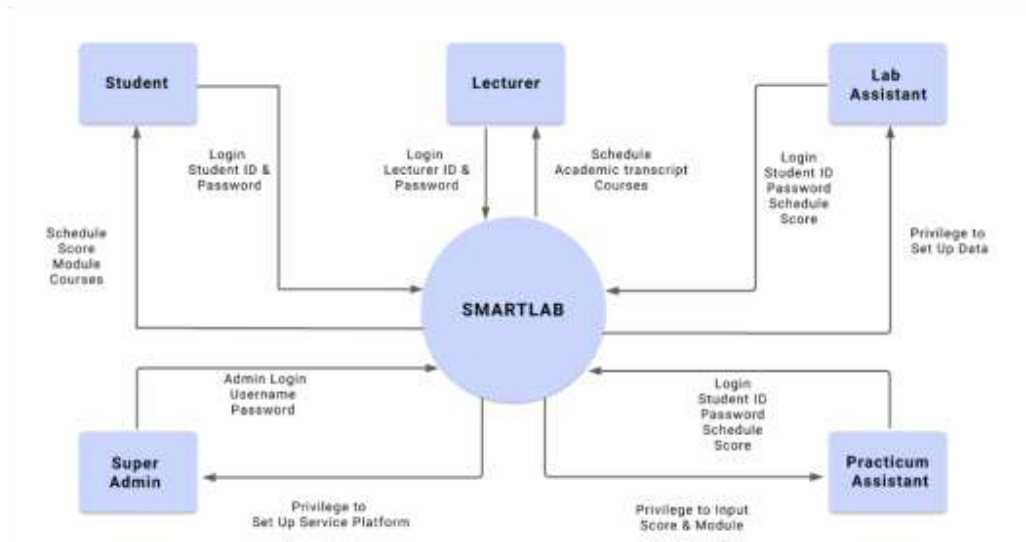 Student
Lecturer
Lab
Assistant
Login
Student ID &
Password
Login
Lecturer ID &
Password
Schedule
Academic transcript
Courses
Login
Student ID
Password
Schedule
Score
Schedule
Score
Module
Courses
Privilege to
Set Up Data
SMARTLAB
Admin Login
Username
Password
Login
Student ID
Password
Schedule
Score
Super
Admin
Practicum
Assistant
Privilege to
Set Up Service Platform
Privilege to Input
Score & Module